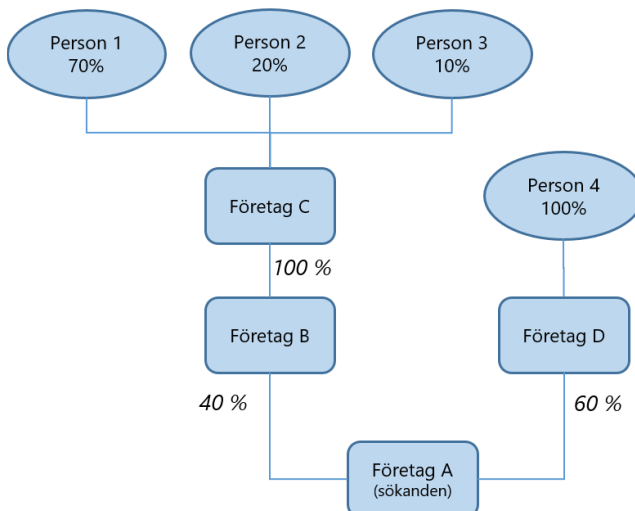 Person 1
70%
Person 2
20%
Person 3
10%
Företag C
Person 4
100%
100 %
Företag B
Företag D
40 %
60 %
Företag A
(sökanden)